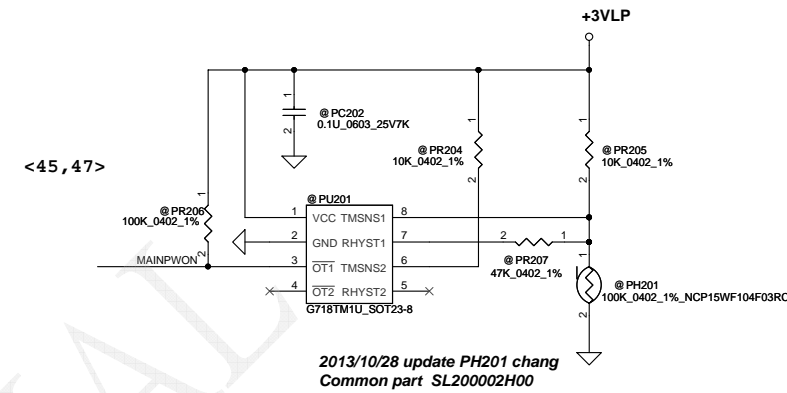 +3VLP
1
2
@ PC202
0.1U_0603_25V7K
1
2
@ PR204
10K_0402_1%
1
2
@ PR205
10K_0402_1%
<45,47>
1
2
@ PR206
100K_0402_1%
MAINPWON
@ PU201
1 VCC TMSNS1 8
2 GND RHYST1 7
3 OT1 TMSNS2 6
4 OT2 RHYST2 5
G718TM1U_SOT23-8
2 1
@ PR207
47K_0402_1%
1
2
@ PH201
100K_0402_1%_NCP15WF104F03RC
2013/10/28 update PH201 chang
Common part SL200002H00